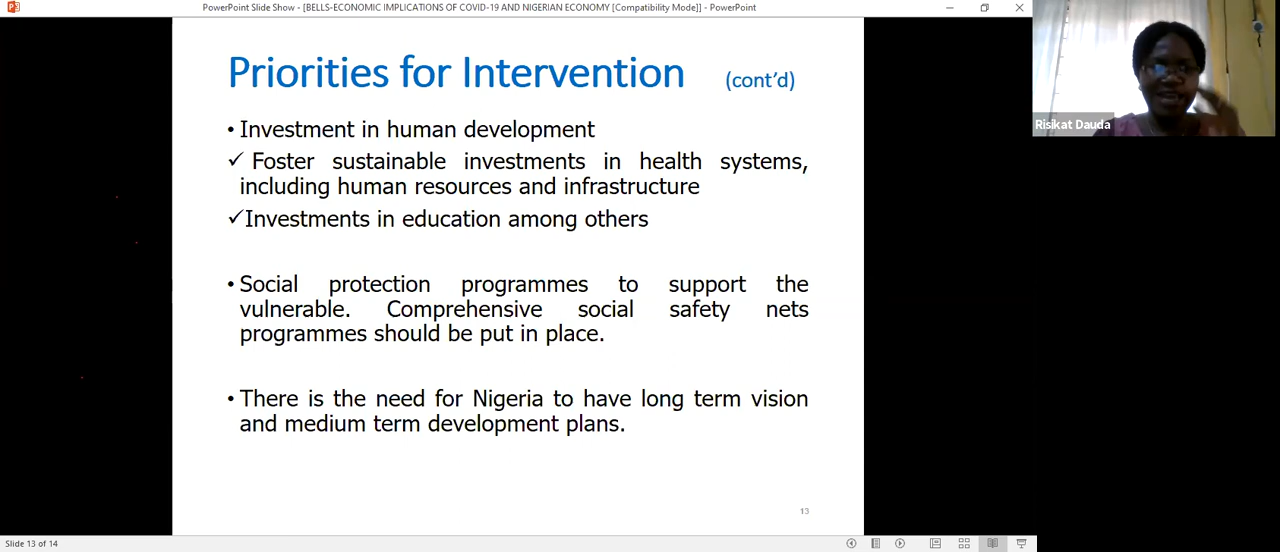 PowerPoint Slide Show - [BELLS-ECONOMIC IMPLICATIONS OF COVID-19 AND NIGERIAN ECONOMY [Compatibility Mode]] - PowerPoint
Priorities for Intervention (cont'd)
• Investment in human development
✓ Foster sustainable investments in health systems,
including human resources and infrastructure
✓Investments in education among others
• Social protection programmes to support the
vulnerable. Comprehensive social safety nets
programmes should be put in place.
• There is the need for Nigeria to have long term vision
and medium term development plans.
13
Slide 13 of 14
Risikat Dauda